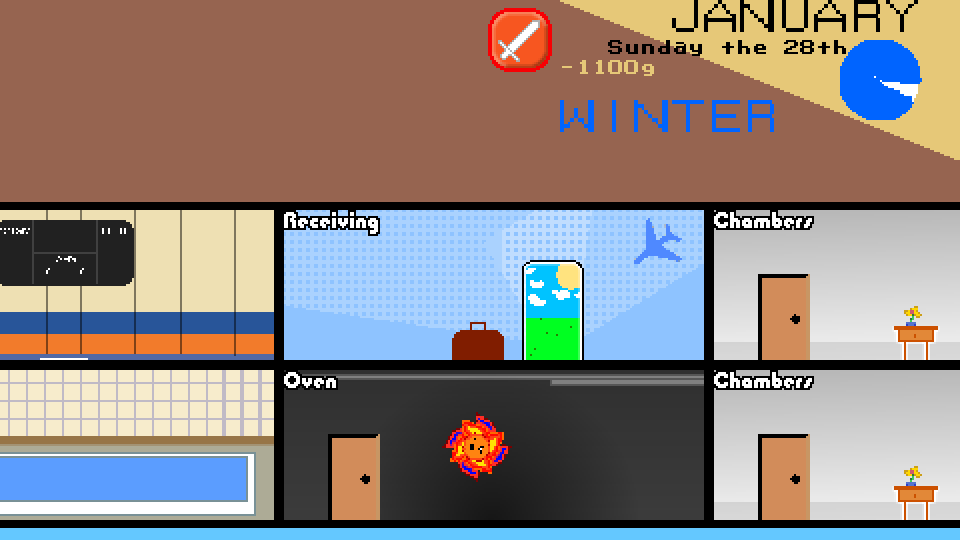 JANUARY
Sunday the 28th
-1100g
WINTER
Receiving
Chambers
Oven
Chambers